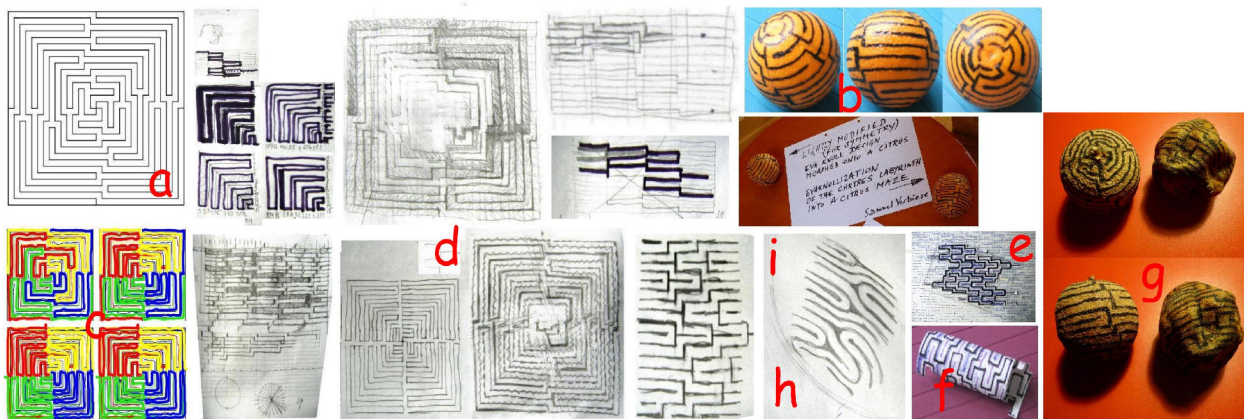 a
b
LIGHTLY MODIFIED
(FOR SYMMETRY)
EVA KNOLL DESIGN
MORPHED ONTO A CITRUS
EVAKNOLLIZATION
OF THE CHARTRES LABYRINTH
INTO A CITRUS MAZE
Samuel Verbiese
c
d
i
e
g
h
f